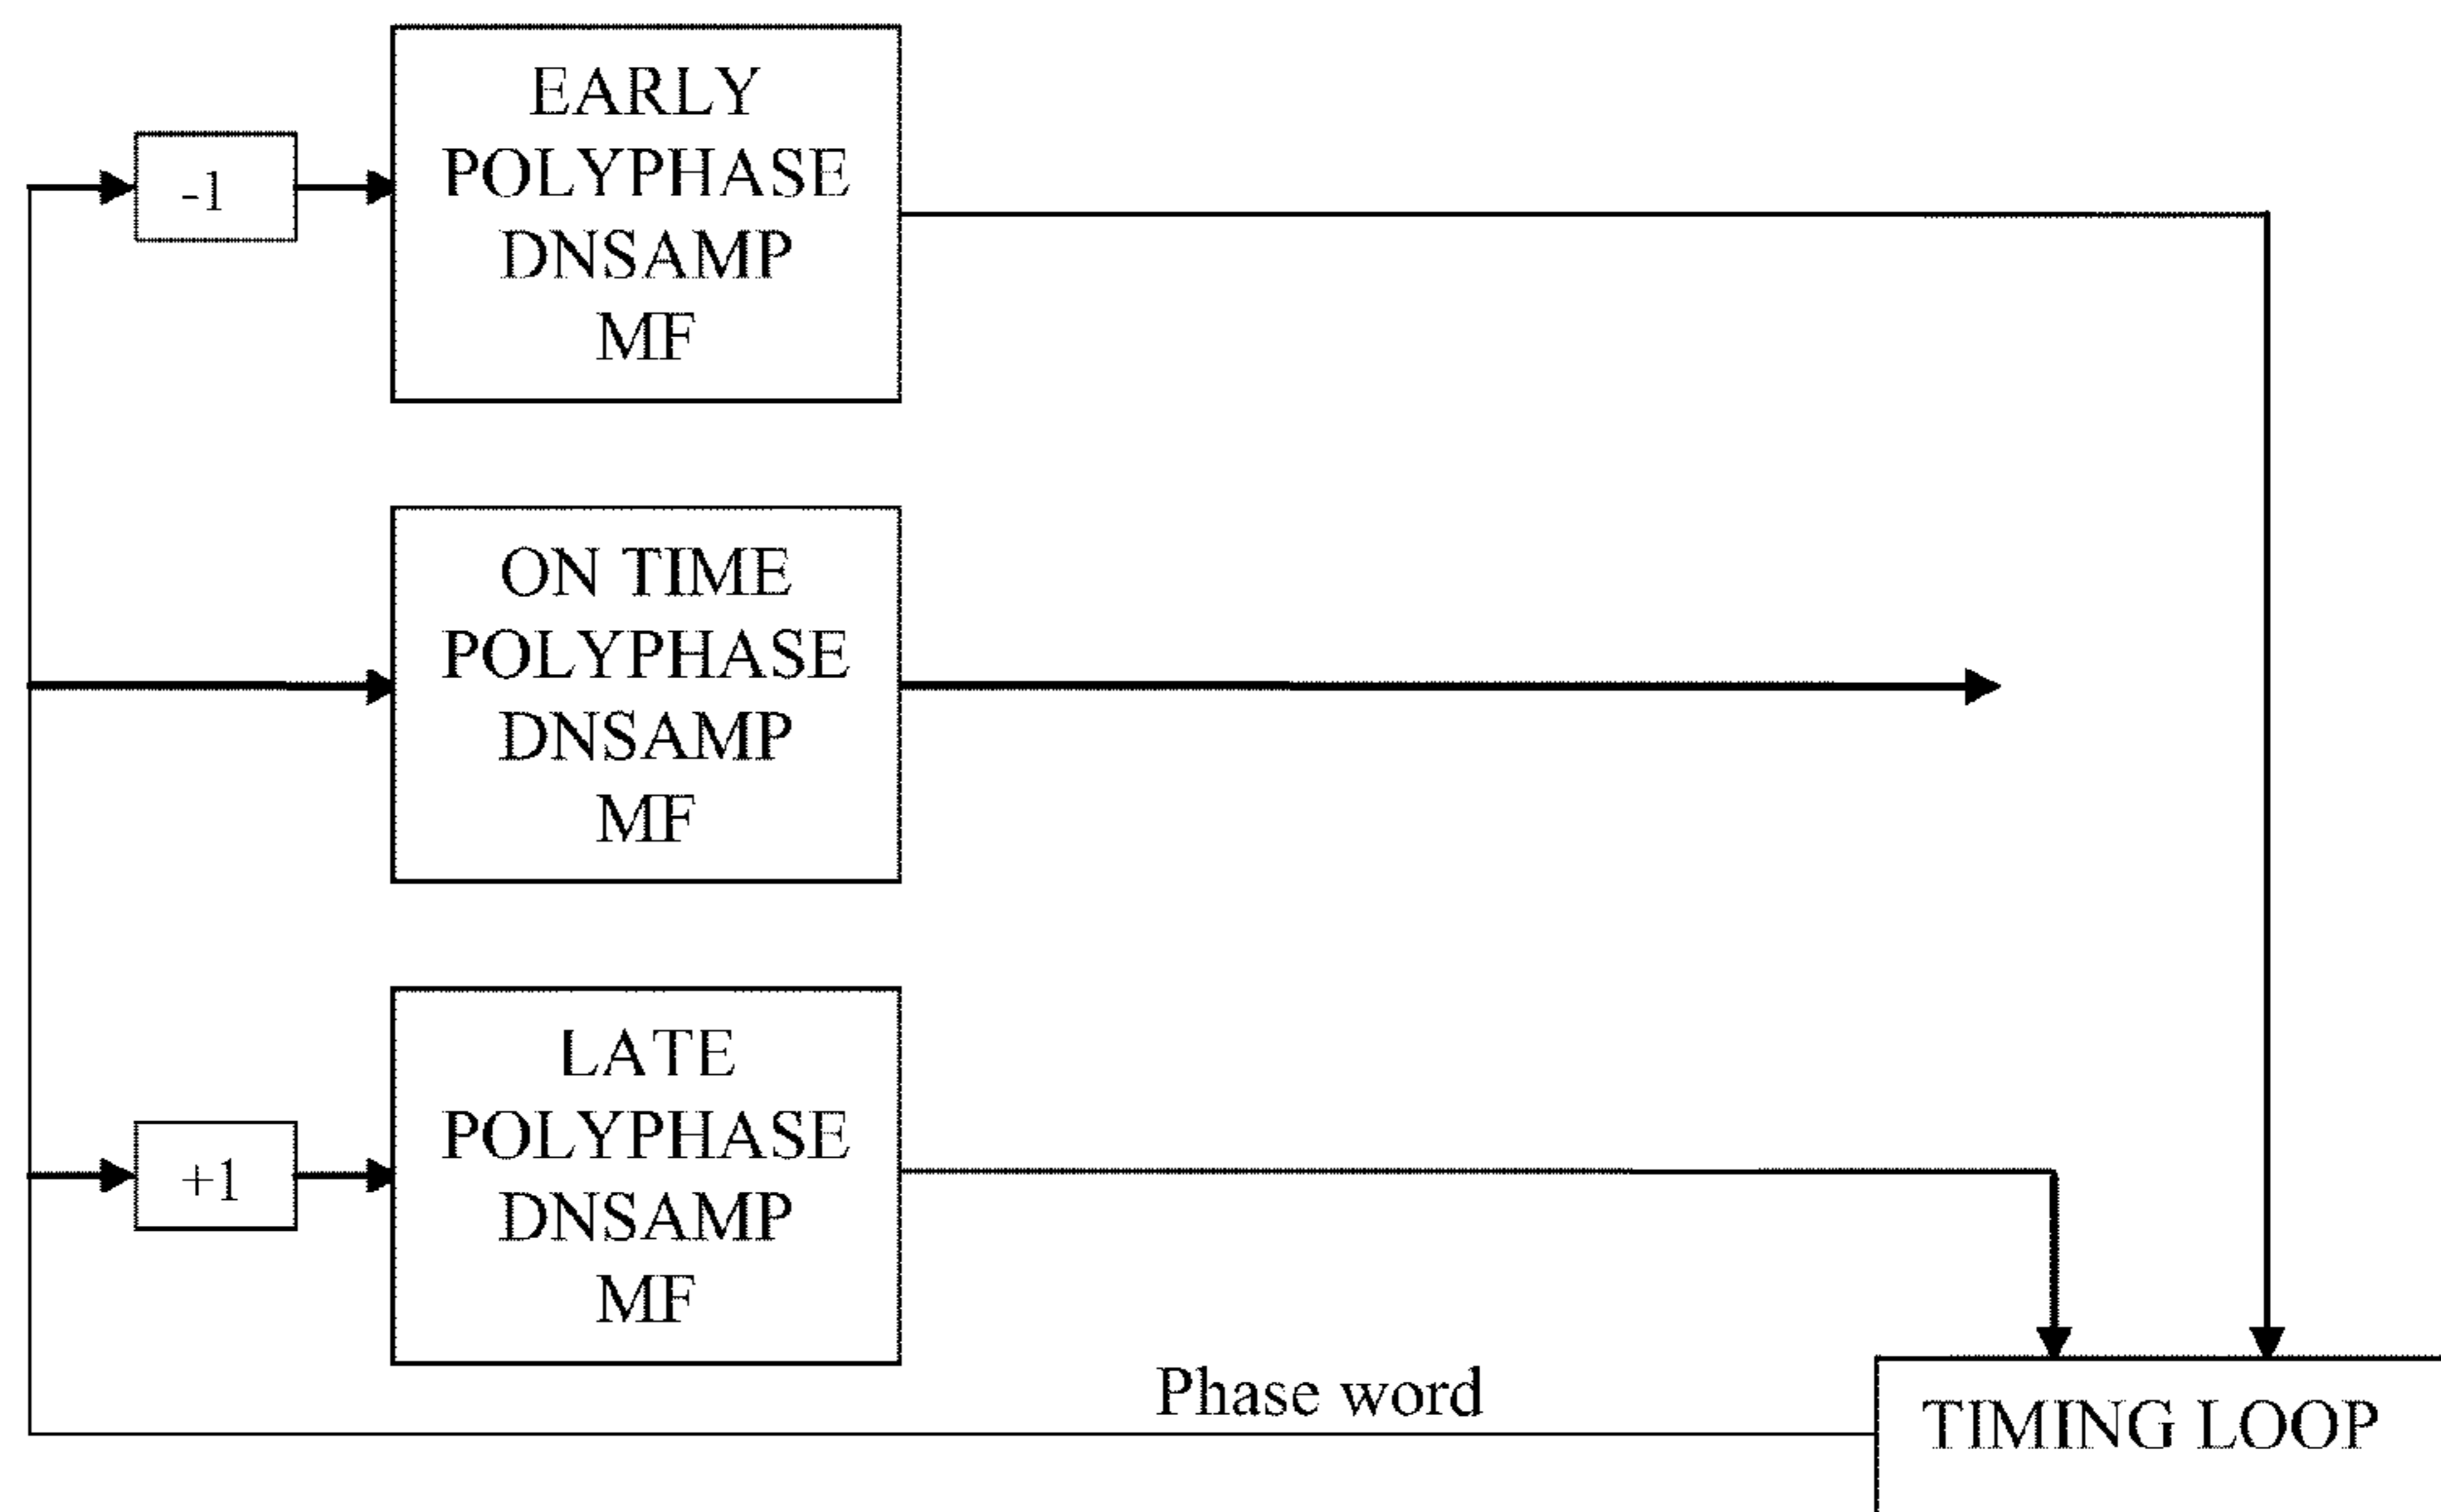 -1
EARLY
POLYPHASE
DNSAMP
MF
ON TIME
POLYPHASE
DNSAMP
MF
+1
LATE
POLYPHASE
DNSAMP
MF
Phase word
TIMING LOOP